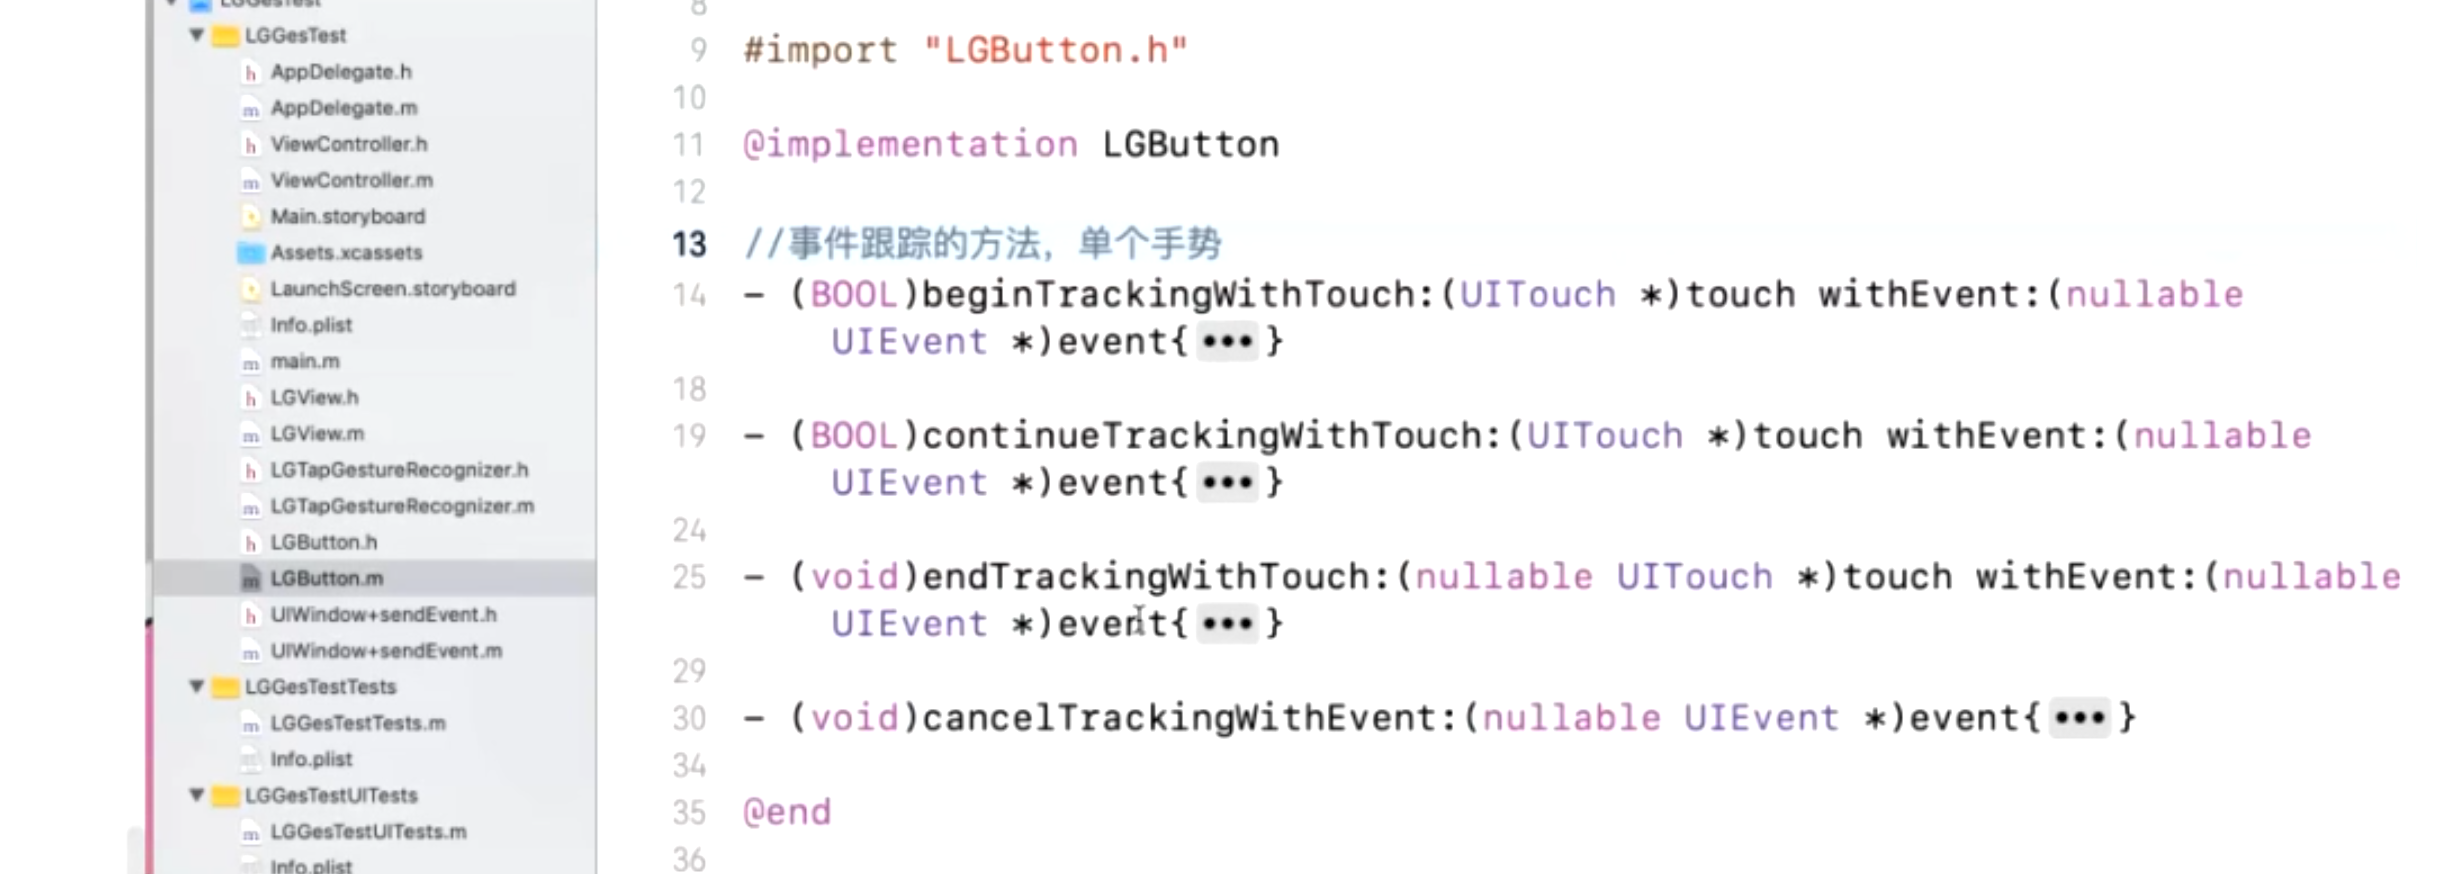 LGGesTest
LGGesTest
AppDelegate.h
AppDelegate.m
ViewController.h
ViewController.m
Main.storyboard
Assets.xcassets
LaunchScreen.storyboard
Info.plist
main.m
LGView.h
LGView.m
LGTapGestureRecognizer.h
LGTapGestureRecognizer.m
LGButton.h
LGButton.m
UIWindow+sendEvent.h
UIWindow+sendEvent.m
LGGesTestTests
LGGesTestTests.m
Info.plist
LGGesTestUITests
LGGesTestUITests.m
Info.plist
8
9 #import "LGButton.h"
10
11 @implementation LGButton
12
13 //事件跟踪的方法，单个手势
14 - (BOOL)beginTrackingWithTouch:(UITouch *)touch withEvent:(nullable
UIEvent *)event{•••}
18
19 - (BOOL)continueTrackingWithTouch:(UITouch *)touch withEvent:(nullable
UIEvent *)event{•••}
24
25 - (void)endTrackingWithTouch:(nullable UITouch *)touch withEvent:(nullable
UIEvent *)event{•••}
29
30 - (void)cancelTrackingWithEvent:(nullable UIEvent *)event{•••}
34
35 @end
36